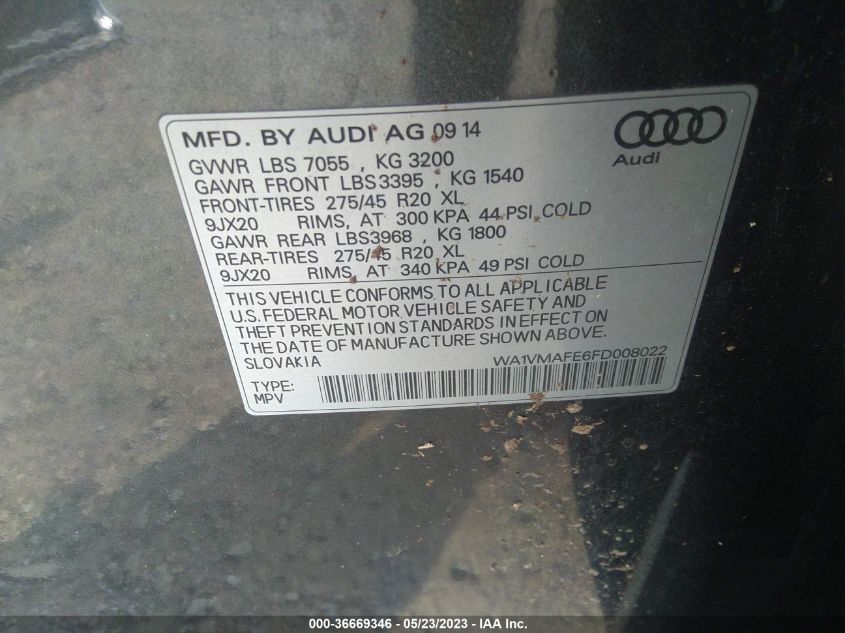 MFD. BY AUDI AG 09 14
Audi
GVWR LBS 7055 , KG 3200
GAWR FRONT LBS3395 , KG 1540
FRONT-TIRES 275/45 R20 XL
9JX20 RIMS, AT 300 KPA 44 PSI COLD
GAWR REAR LBS3968 , KG 1800
REAR-TIRES 275/45 R20 XL
9JX20 RIMS, AT 340 KPA 49 PSI COLD
THIS VEHICLE CONFORMS TO ALL APPLICABLE
U.S. FEDERAL MOTOR VEHICLE SAFETY AND
THEFT PREVENTION STANDARDS IN EFFECT ON
THE DATE OF MANUFACTURE SHOWN ABOVE.
SLOVAKIA WA1VMAFE6FD008022
TYPE:
MPV
000-36669346 - 05/23/2023 - IAA Inc.